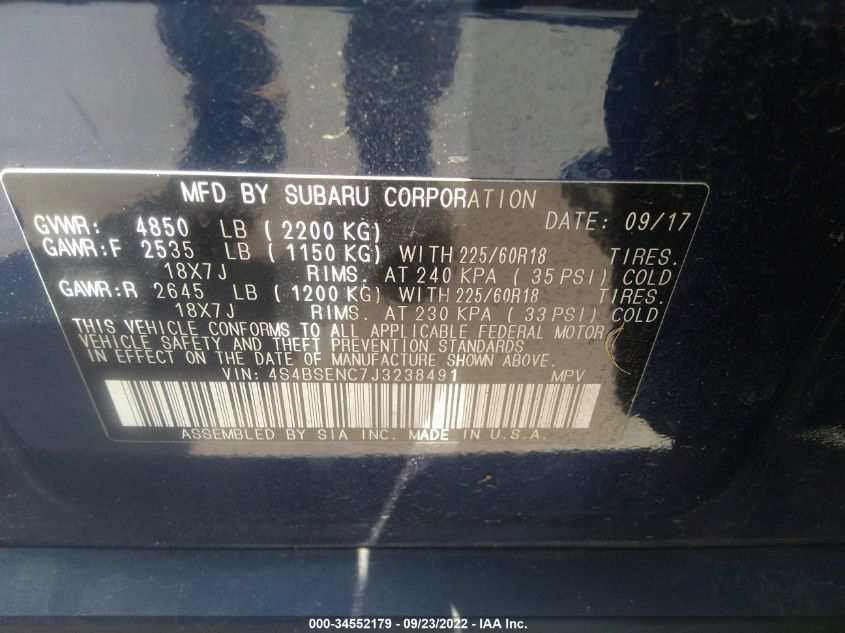 MFD BY SUBARU CORPORATION
GVWR: 4850 LB ( 2200 KG) DATE: 09/17
GAWR:F 2535 LB ( 1150 KG) WITH 225/60R18 TIRES.
18X7J RIMS. AT 240 KPA ( 35 PSI) COLD
GAWR:R 2645 LB ( 1200 KG) WITH 225/60R18 TIRES.
18X7J RIMS. AT 230 KPA ( 33 PSI) COLD
THIS VEHICLE CONFORMS TO ALL APPLICABLE FEDERAL MOTOR
VEHICLE SAFETY AND THEFT PREVENTION STANDARDS
IN EFFECT ON THE DATE OF MANUFACTURE SHOWN ABOVE.
VIN: 4S4BSENC7J3238491 MPV
ASSEMBLED BY SIA INC. MADE IN U.S.A.
000-34552179 - 09/23/2022 - IAA Inc.